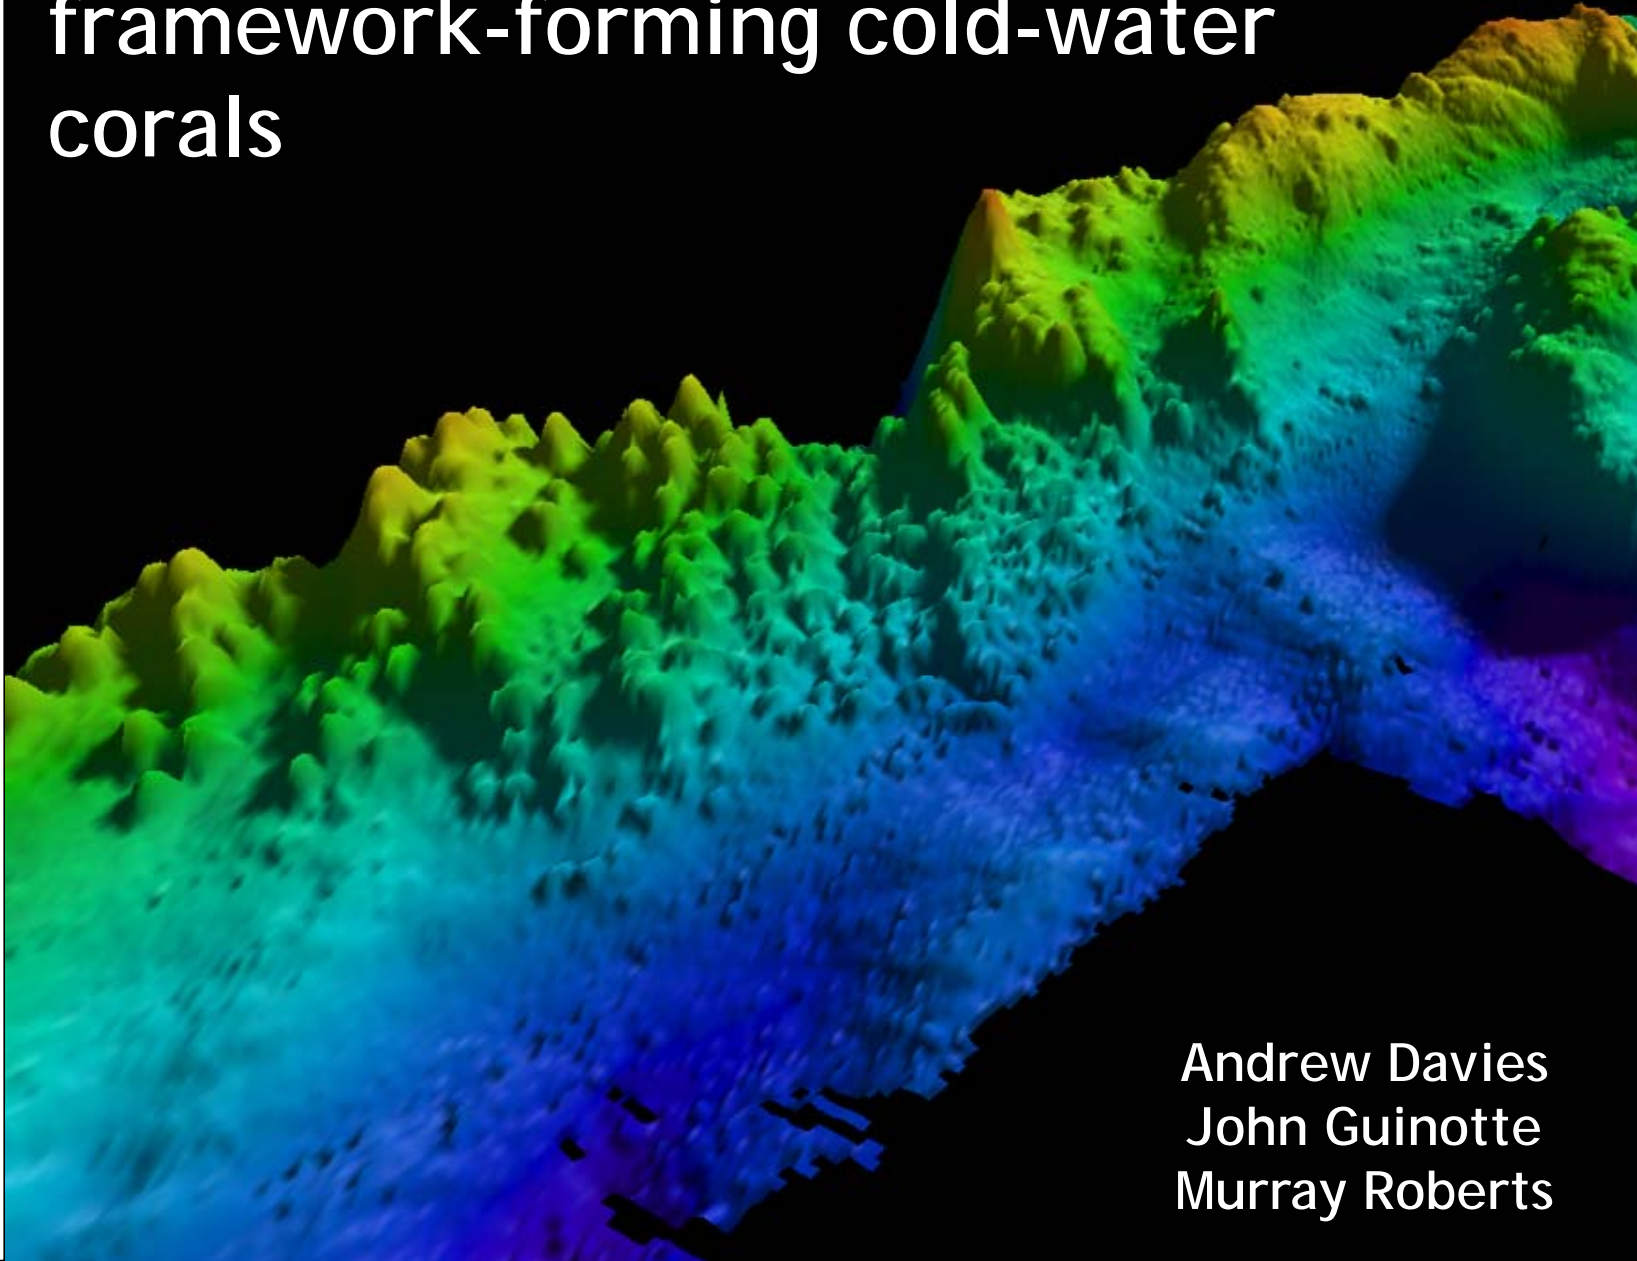 framework-forming cold-water
corals
Andrew Davies
John Guinotte
Murray Roberts